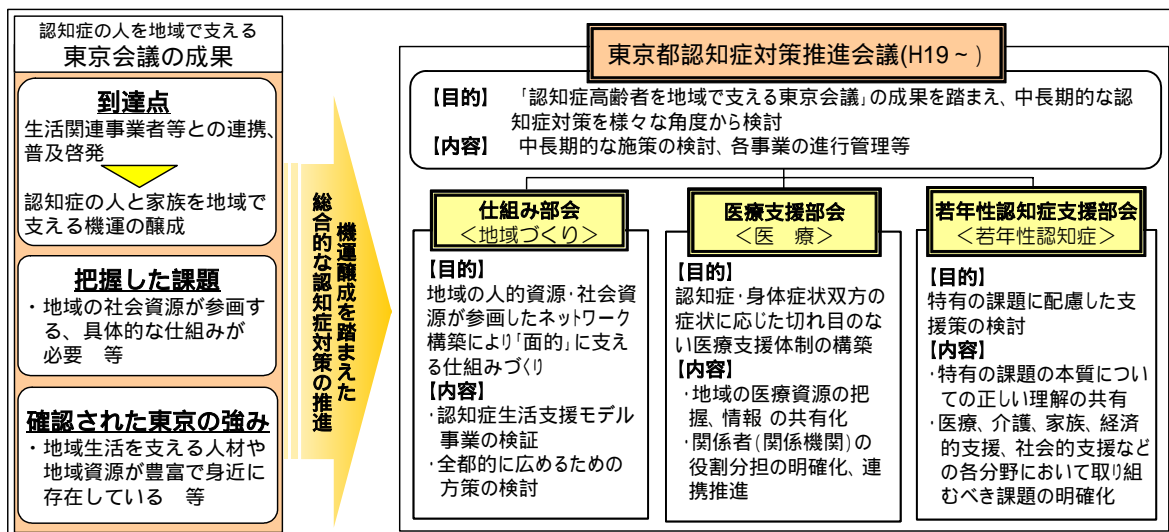 認知症の人を地域で支える
東京会議の成果
到達点
生活関連事業者等との連携、
普及啓発
認知症の人と家族を地域で
支える機運の醸成
把握した課題
・地域の社会資源が参画す
る、具体的な仕組みが
必要　等
確認された東京の強み
・地域生活を支える人材や
地域資源が豊富で身近に
存在している　等
機運醸成を踏まえた
総合的な認知症対策の推進
東京都認知症対策推進会議(H19～)
【目的】　「認知症高齢者を地域で支える東京会議」の成果を踏まえ、中長期的な認
知症対策を様々な角度から検討
【内容】　中長期的な施策の検討、各事業の進行管理等
仕組み部会
＜地域づくり＞
【目的】
地域の人的資源・社会資
源が参画したネットワーク
構築により「面的」に支え
る仕組みづくり
【内容】
・認知症生活支援モデル
事業の検証
・全都的に広めるための
方策の検討
医療支援部会
＜医　療＞
【目的】
認知症・身体症状双方の
症状に応じた切れ目のな
い医療支援体制の構築
【内容】
・地域の医療資源の把
握、情報 の共有化
・関係者(関係機関)の
役割分担の明確化、連
携推進
若年性認知症支援部会
＜若年性認知症＞
【目的】
特有の課題に配慮した支
援策の検討
【内容】
・特有の課題の本質につい
ての正しい理解の共有
・医療、介護、家族、経済
的支援、社会的支援など
の各分野において取り組
むべき課題の明確化